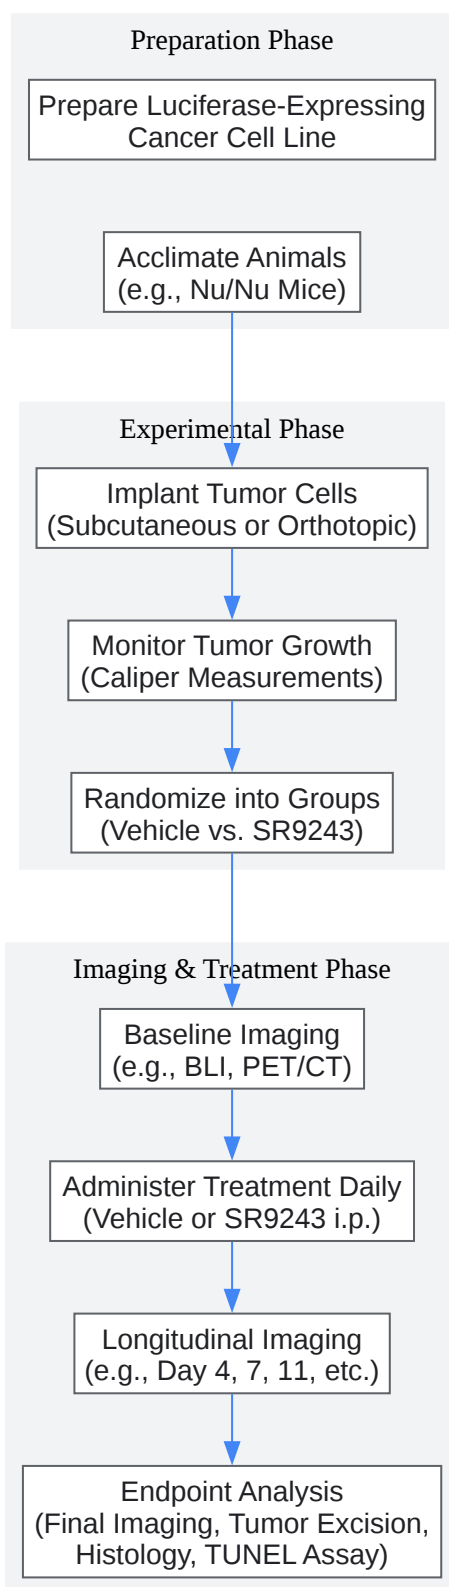 Preparation Phase
Prepare Luciferase-Expressing
Cancer Cell Line
Acclimate Animals
(e.g., Nu/Nu Mice)
Experimental Phase
Implant Tumor Cells
(Subcutaneous or Orthotopic)
Monitor Tumor Growth
(Caliper Measurements)
Randomize into Groups
(Vehicle vs. SR9243)
Imaging & Treatment Phase
Baseline Imaging
(e.g., BLI, PET/CT)
Administer Treatment Daily
(Vehicle or SR9243 i.p.)
Longitudinal Imaging
(e.g., Day 4, 7, 11, etc.)
Endpoint Analysis
(Final Imaging, Tumor Excision,
Histology, TUNEL Assay)